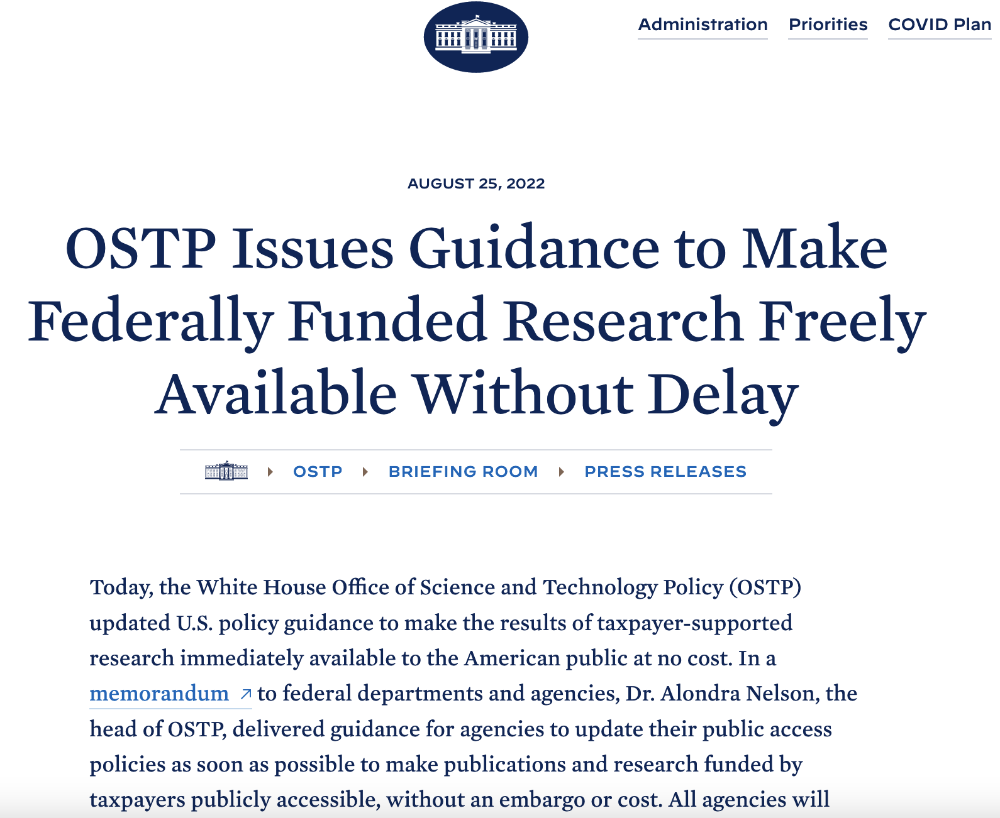 Administration Priorities COVID Plan
AUGUST 25, 2022
OSTP Issues Guidance to Make
Federally Funded Research Freely
Available Without Delay
OSTP BRIEFING ROOM PRESS RELEASES
Today, the White House Office of Science and Technology Policy (OSTP)
updated U.S. policy guidance to make the results of taxpayer-supported
research immediately available to the American public at no cost. In a
memorandum to federal departments and agencies, Dr. Alondra Nelson, the
head of OSTP, delivered guidance for agencies to update their public access
policies as soon as possible to make publications and research funded by
taxpayers publicly accessible, without an embargo or cost. All agencies will